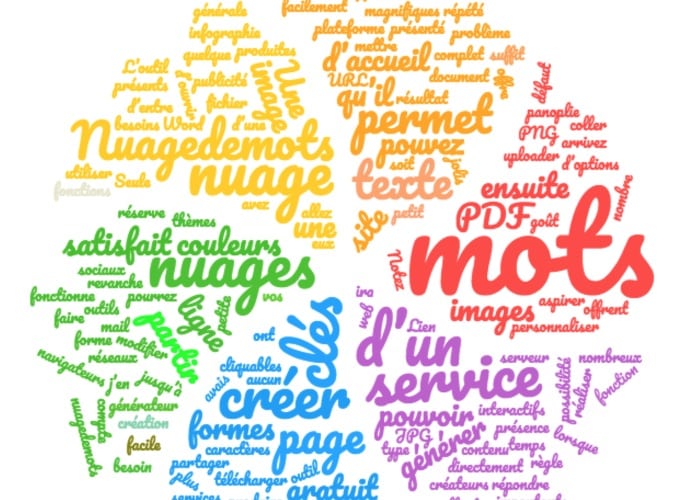 générale
infographie
quelque produites
L'outil
présents
publicité
d'ouvrir
fichier
d'entre
besoins Word d'une
image
Une
Nuagedemots
nuage
utiliser
Seule
fonctions
avez
allez
une
eux
facilement
magnifiques répété
plateforme présenté problème
mettre
d'accueil complet suffit
URL
document
offre
qu'il résultat
permet
pouvez
soit
jolis
texte
site
petit
défaut
panoplie
PNG coller
arrivez
uploader d'options
ensuite
nombre
PDF goût
mots
Notez
images aspirer offrent
personnaliser
réserve thèmes
satisfait couleurs
sociaux
nuages
revanche
fonctionne
pourrez
vos
outils
faire
ligne
petite
mail
partir
forme modifier
réseaux
navigateurs j'en jusqu'à
générateur
compte
création
nuagedemots
facile
besoin
clés
ont
cliquables
aucun
avais
créer
formes
page
caractères
partager
plus
télécharger outil
services
gratuit
ira
web
Lien
d'un
serveur
nombreux
service
possibilité
réaliser
fonction
pouvoir interactifs
JPG
présence
type
générer
contenu temps
lorsque
directement règle
créateurs répondre